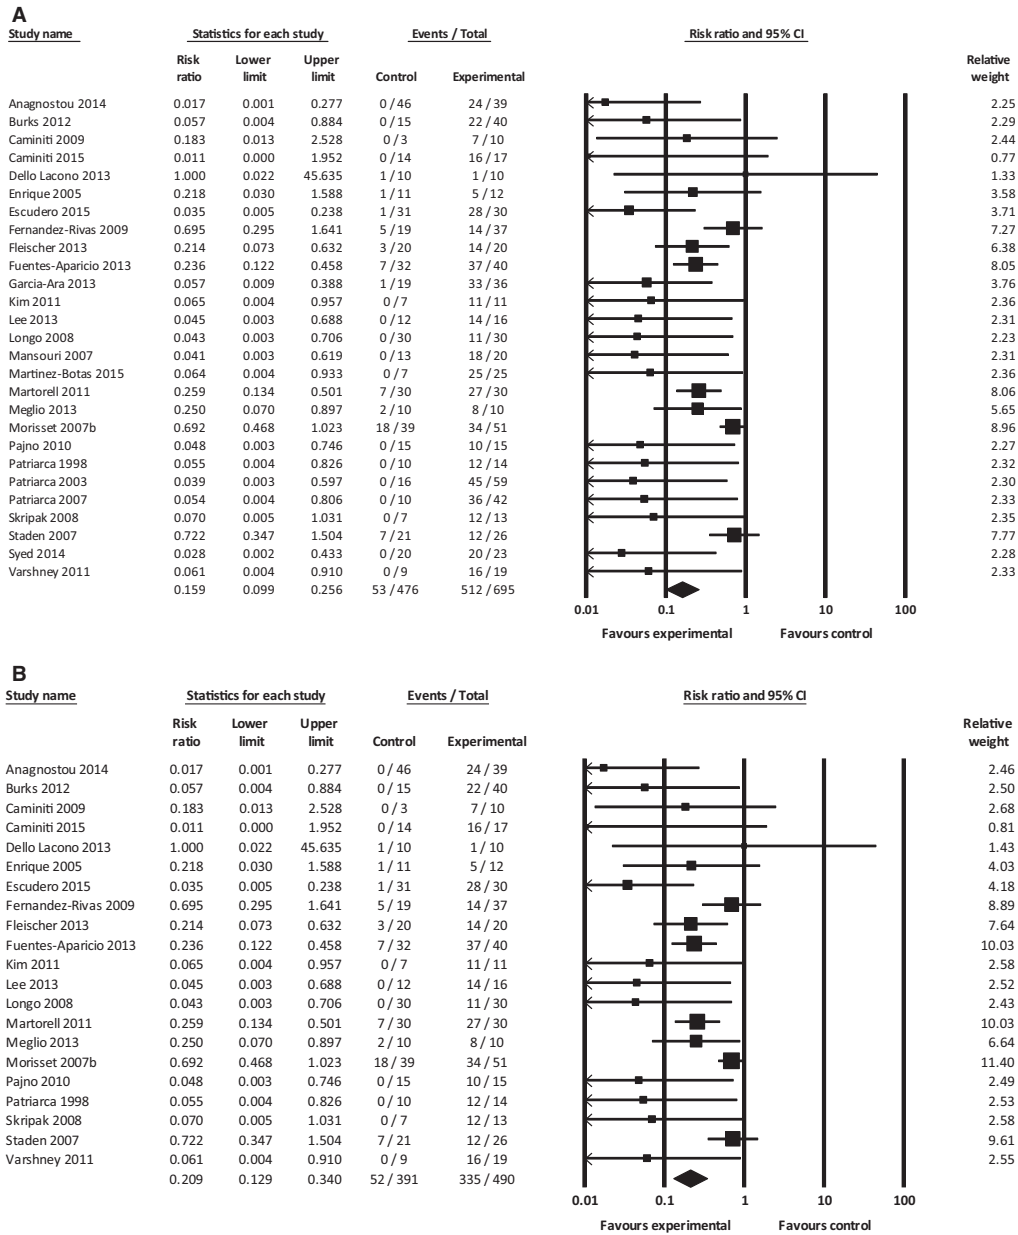 A
Study name Statistics for each study Events / Total Risk ratio and 95% CI
Risk Lower Upper Relative
ratio limit limit Control Experimental weight
Anagnostou 2014 0.017 0.001 0.277 0 / 46 24 / 39 2.25
Burks 2012 0.057 0.004 0.884 0 / 15 22 / 40 2.29
Caminiti 2009 0.183 0.013 2.528 0 / 3 7 / 10 2.44
Caminiti 2015 0.011 0.000 1.952 0 / 14 16 / 17 0.77
Dello Lacono 2013 1.000 0.022 45.635 1 / 10 1 / 10 1.33
Enrique 2005 0.218 0.030 1.588 1 / 11 5 / 12 3.58
Escudero 2015 0.035 0.005 0.238 1 / 31 28 / 30 3.71
Fernandez-Rivas 2009 0.695 0.295 1.641 5 / 19 14 / 37 7.27
Fleischer 2013 0.214 0.073 0.632 3 / 20 14 / 20 6.38
Fuentes-Aparicio 2013 0.236 0.122 0.458 7 / 32 37 / 40 8.05
Garcia-Ara 2013 0.057 0.009 0.388 1 / 19 33 / 36 3.76
Kim 2011 0.065 0.004 0.957 0 / 7 11 / 11 2.36
Lee 2013 0.045 0.003 0.688 0 / 12 14 / 16 2.31
Longo 2008 0.043 0.003 0.706 0 / 30 11 / 30 2.23
Mansouri 2007 0.041 0.003 0.619 0 / 13 18 / 20 2.31
Martinez-Botas 2015 0.064 0.004 0.933 0 / 7 25 / 25 2.36
Martorell 2011 0.259 0.134 0.501 7 / 30 27 / 30 8.06
Meglio 2013 0.250 0.070 0.897 2 / 10 8 / 10 5.65
Morisset 2007b 0.692 0.468 1.023 18 / 39 34 / 51 8.96
Pajno 2010 0.048 0.003 0.746 0 / 15 10 / 15 2.27
Patriarca 1998 0.055 0.004 0.826 0 / 10 12 / 14 2.32
Patriarca 2003 0.039 0.003 0.597 0 / 16 45 / 59 2.30
Patriarca 2007 0.054 0.004 0.806 0 / 10 36 / 42 2.33
Skripak 2008 0.070 0.005 1.031 0 / 7 12 / 13 2.35
Staden 2007 0.722 0.347 1.504 7 / 21 12 / 26 7.77
Syed 2014 0.028 0.002 0.433 0 / 20 20 / 23 2.28
Varshney 2011 0.061 0.004 0.910 0 / 9 16 / 19 2.33
0.159 0.099 0.256 53 / 476 512 / 695
0.01 0.1 1 10 100
Favours experimental Favours control
B
Study name Statistics for each study Events / Total Risk ratio and 95% CI
Risk Lower Upper Relative
ratio limit limit Control Experimental weight
Anagnostou 2014 0.017 0.001 0.277 0 / 46 24 / 39 2.46
Burks 2012 0.057 0.004 0.884 0 / 15 22 / 40 2.50
Caminiti 2009 0.183 0.013 2.528 0 / 3 7 / 10 2.68
Caminiti 2015 0.011 0.000 1.952 0 / 14 16 / 17 0.81
Dello Lacono 2013 1.000 0.022 45.635 1 / 10 1 / 10 1.43
Enrique 2005 0.218 0.030 1.588 1 / 11 5 / 12 4.03
Escudero 2015 0.035 0.005 0.238 1 / 31 28 / 30 4.18
Fernandez-Rivas 2009 0.695 0.295 1.641 5 / 19 14 / 37 8.89
Fleischer 2013 0.214 0.073 0.632 3 / 20 14 / 20 7.64
Fuentes-Aparicio 2013 0.236 0.122 0.458 7 / 32 37 / 40 10.03
Kim 2011 0.065 0.004 0.957 0 / 7 11 / 11 2.58
Lee 2013 0.045 0.003 0.688 0 / 12 14 / 16 2.52
Longo 2008 0.043 0.003 0.706 0 / 30 11 / 30 2.43
Martorell 2011 0.259 0.134 0.501 7 / 30 27 / 30 10.03
Meglio 2013 0.250 0.070 0.897 2 / 10 8 / 10 6.64
Morisset 2007b 0.692 0.468 1.023 18 / 39 34 / 51 11.40
Pajno 2010 0.048 0.003 0.746 0 / 15 10 / 15 2.49
Patriarca 1998 0.055 0.004 0.826 0 / 10 12 / 14 2.53
Skripak 2008 0.070 0.005 1.031 0 / 7 12 / 13 2.58
Staden 2007 0.722 0.347 1.504 7 / 21 12 / 26 9.61
Varshney 2011 0.061 0.004 0.910 0 / 9 16 / 19 2.55
0.209 0.129 0.340 52 / 391 335 / 490
0.01 0.1 1 10 100
Favours experimental Favours control